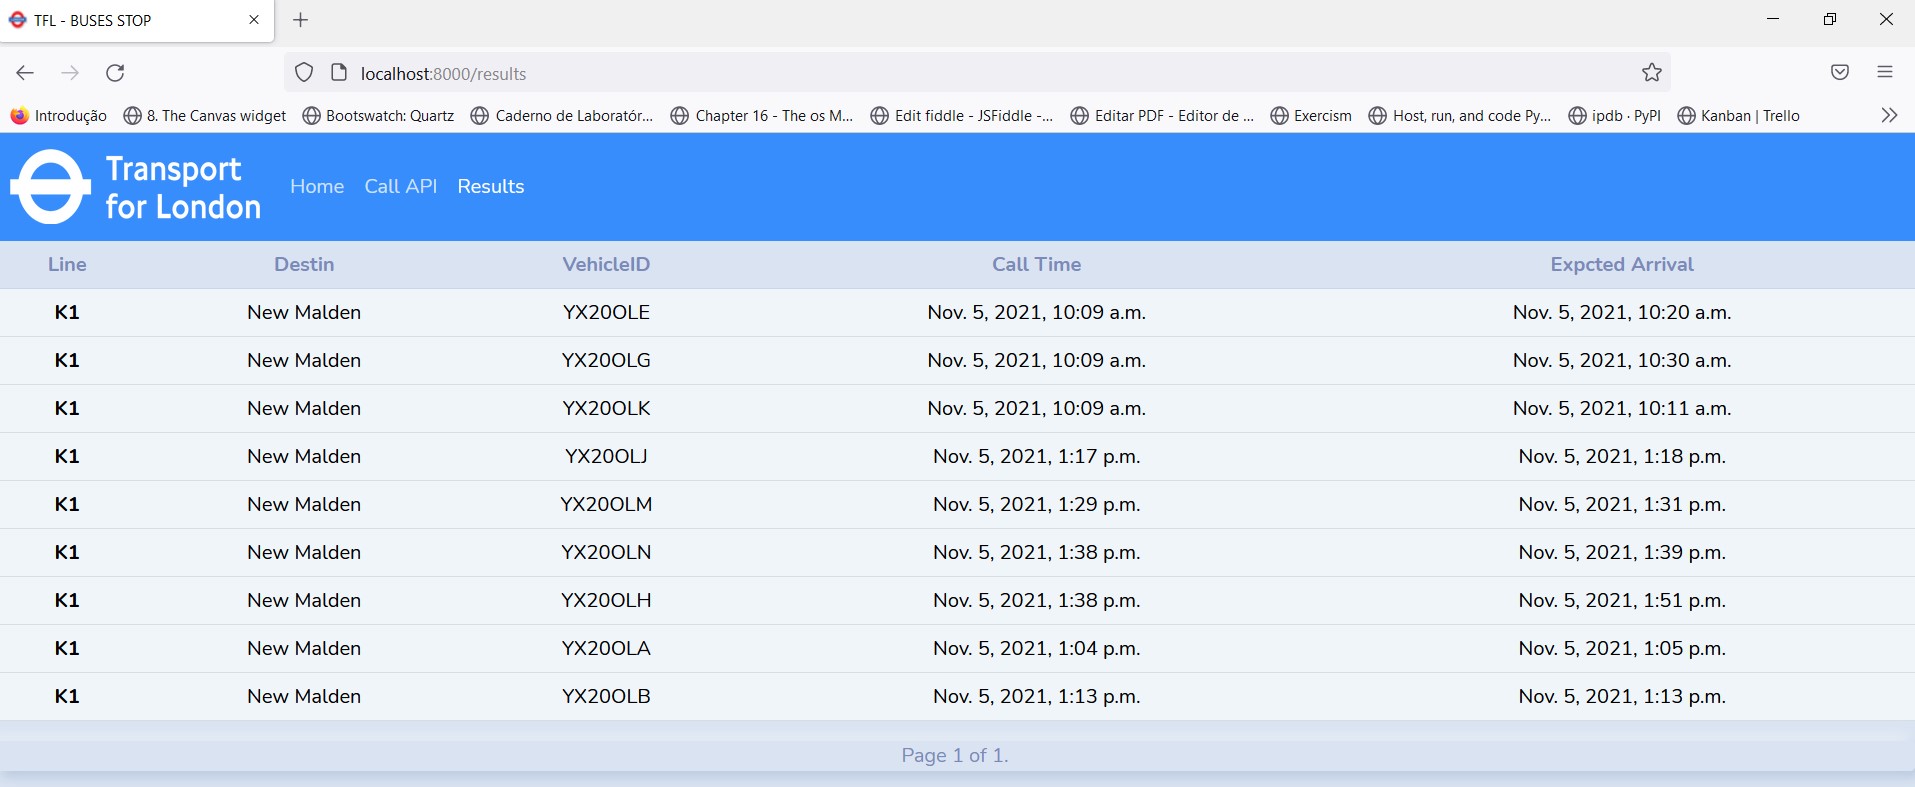 TFL - BUSES STOP
localhost:8000/results
Introdução 8. The Canvas widget Bootswatch: Quartz Caderno de Laboratór... Chapter 16 - The os M... Edit fiddle - JSFiddle -... Editar PDF - Editor de ... Exercism Host, run, and code Py... ipdb · PyPI Kanban | Trello
Transport
for London
Home Call API Results
Line Destin VehicleID Call Time Expcted Arrival
K1 New Malden YX20OLE Nov. 5, 2021, 10:09 a.m. Nov. 5, 2021, 10:20 a.m.
K1 New Malden YX20OLG Nov. 5, 2021, 10:09 a.m. Nov. 5, 2021, 10:30 a.m.
K1 New Malden YX20OLK Nov. 5, 2021, 10:09 a.m. Nov. 5, 2021, 10:11 a.m.
K1 New Malden YX20OLJ Nov. 5, 2021, 1:17 p.m. Nov. 5, 2021, 1:18 p.m.
K1 New Malden YX20OLM Nov. 5, 2021, 1:29 p.m. Nov. 5, 2021, 1:31 p.m.
K1 New Malden YX20OLN Nov. 5, 2021, 1:38 p.m. Nov. 5, 2021, 1:39 p.m.
K1 New Malden YX20OLH Nov. 5, 2021, 1:38 p.m. Nov. 5, 2021, 1:51 p.m.
K1 New Malden YX20OLA Nov. 5, 2021, 1:04 p.m. Nov. 5, 2021, 1:05 p.m.
K1 New Malden YX20OLB Nov. 5, 2021, 1:13 p.m. Nov. 5, 2021, 1:13 p.m.
Page 1 of 1.